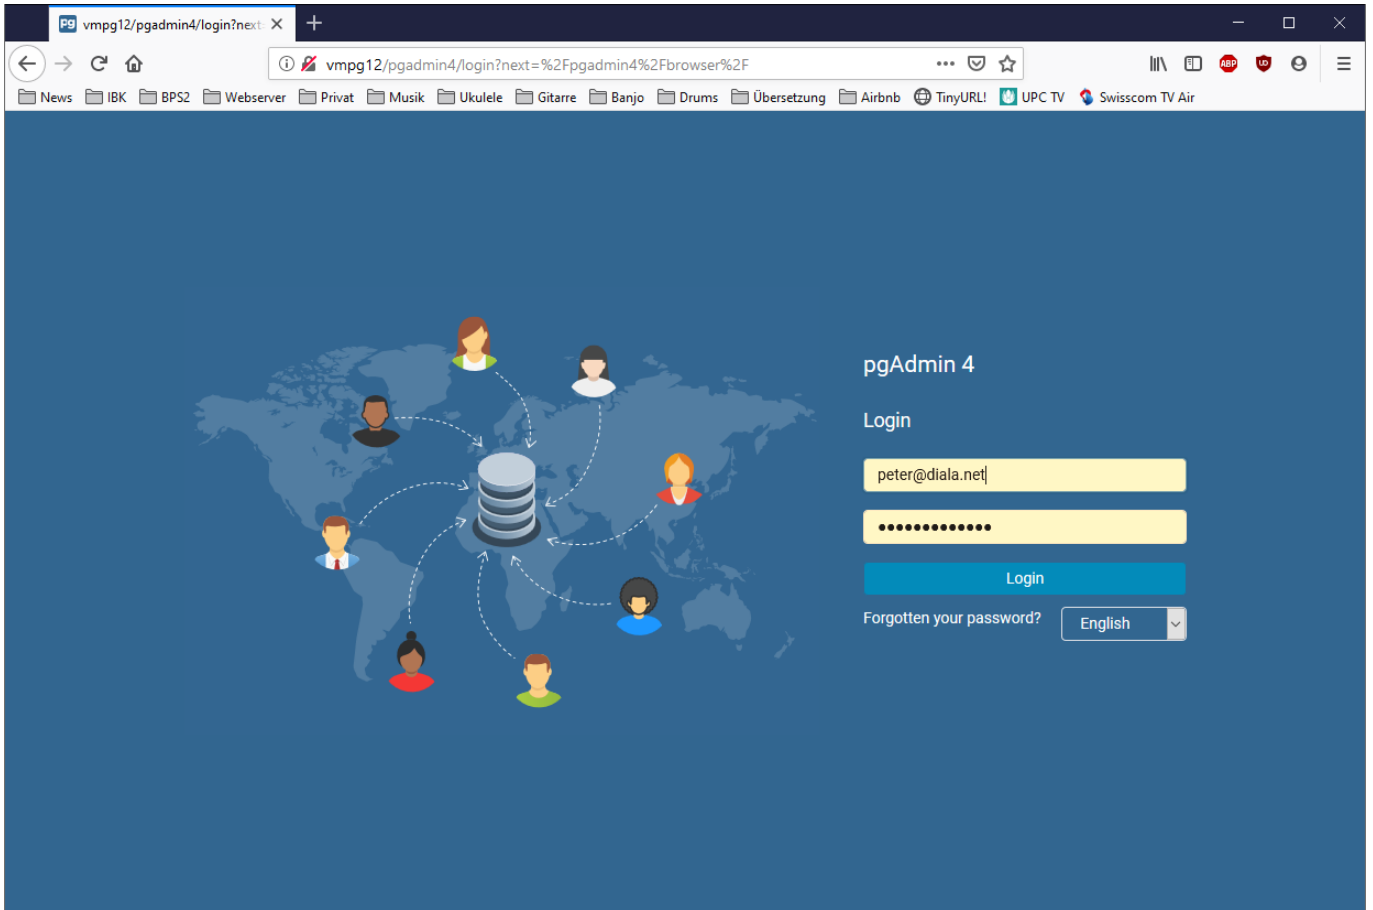 vmpg12/pgadmin4/login?next=
vmpg12/pgadmin4/login?next=%2Fpgadmin4%2Fbrowser%2F
News IBK BPS2 Webserver Privat Musik Ukulele Gitarre Banjo Drums Übersetzung Airbnb TinyURL! UPC TV Swisscom TV Air
pgAdmin 4
Login
peter@diala.net
•••••••••••••
Login
Forgotten your password? English